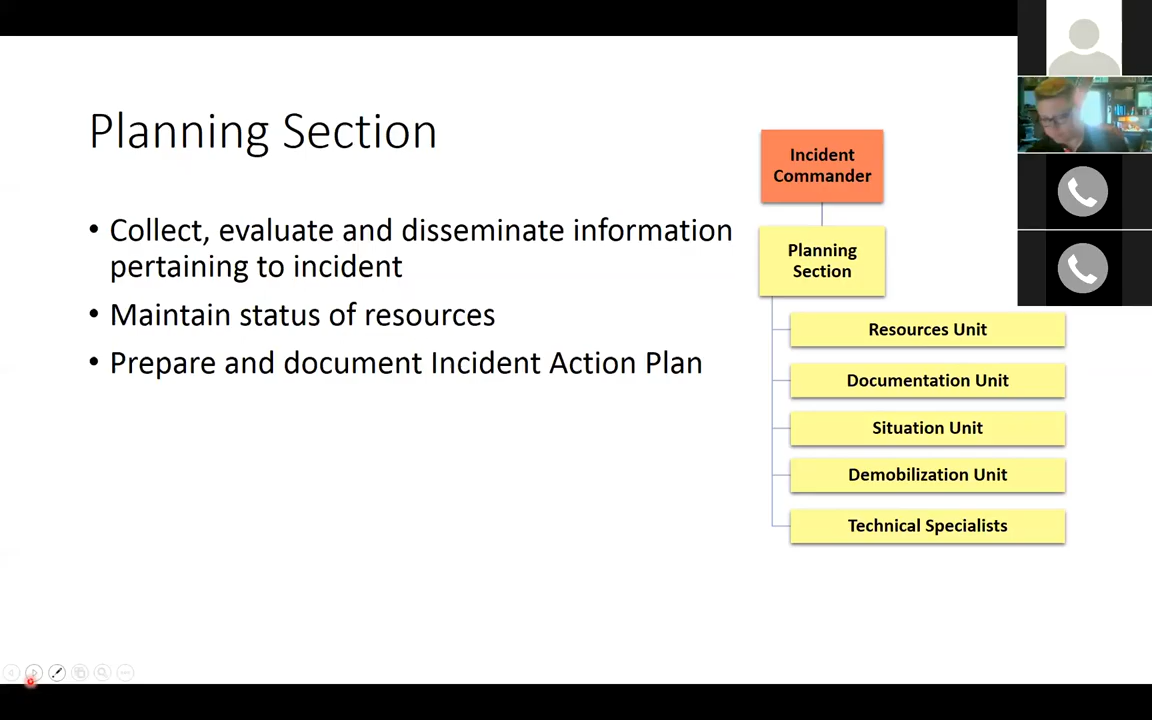 Planning Section
• Collect, evaluate and disseminate information
pertaining to incident
• Maintain status of resources
• Prepare and document Incident Action Plan
Incident
Commander
Planning
Section
Resources Unit
Documentation Unit
Situation Unit
Demobilization Unit
Technical Specialists